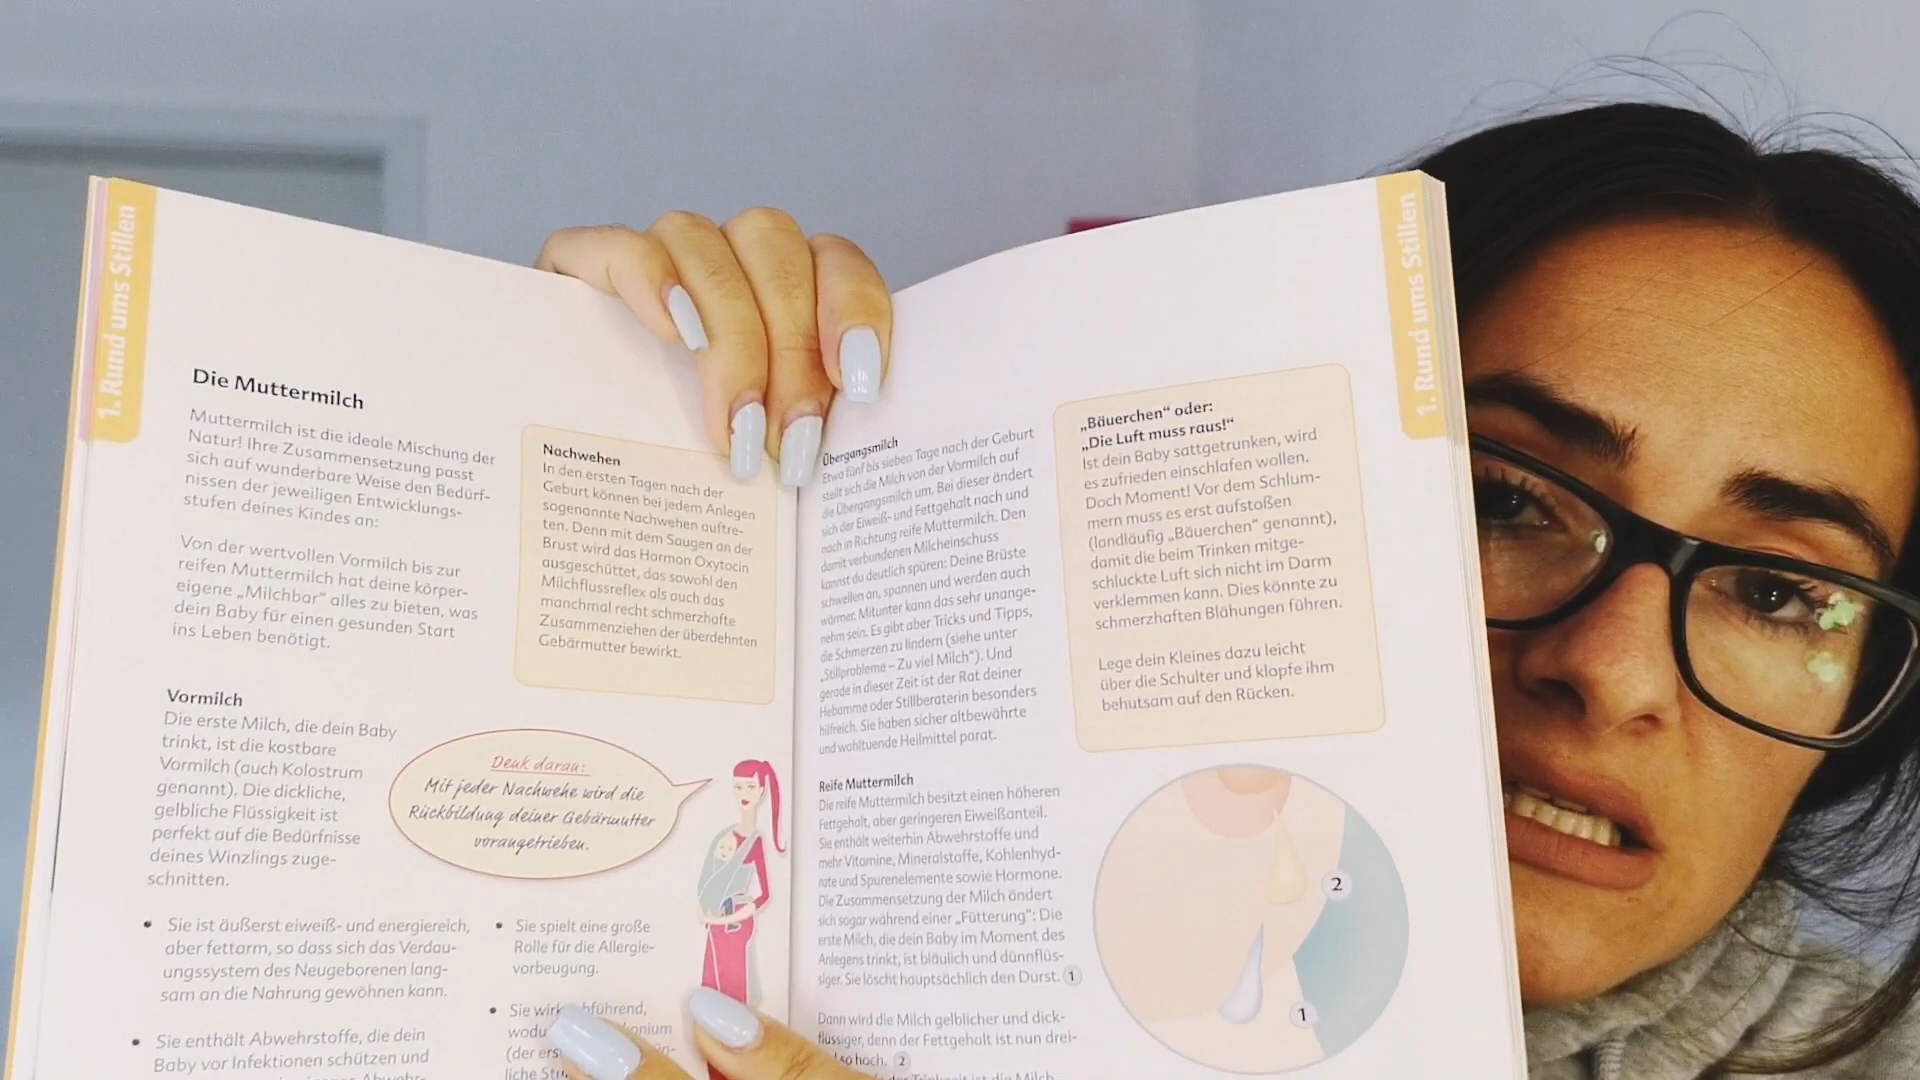 1. Rund ums Stillen
Die Muttermilch
Muttermilch ist die ideale Mischung der
Natur! Ihre Zusammensetzung passt
sich auf wunderbare Weise den Bedürf-
nissen der jeweiligen Entwicklungs-
stufen deines Kindes an:
Von der wertvollen Vormilch bis zur
reifen Muttermilch hat deine körper-
eigene „Milchbar“ alles zu bieten, was
dein Baby für einen gesunden Start
ins Leben benötigt.
Vormilch
Die erste Milch, die dein Baby
trinkt, ist die kostbare
Vormilch (auch Kolostrum
genannt). Die dickliche,
gelbliche Flüssigkeit ist
perfekt auf die Bedürfnisse
deines Winzlings zuge-
schnitten.
• Sie ist äußerst eiweiß- und energiereich,
aber fettarm, so dass sich das Verdau-
ungssystem des Neugeborenen lang-
sam an die Nahrung gewöhnen kann.
• Sie enthält Abwehrstoffe, die dein
Baby vor Infektionen schützen und
Nachwehen
In den ersten Tagen nach der
Geburt können bei jedem Anlegen
sogenannte Nachwehen auftre-
ten. Denn mit dem Saugen an der
Brust wird das Hormon Oxytocin
ausgeschüttet, das sowohl den
Milchflussreflex als auch das
manchmal recht schmerzhafte
Zusammenziehen der überdehnten
Gebärmutter bewirkt.
Denk daran:
Mit jeder Nachwehe wird die
Rückbildung deiner Gebärmutter
vorangetrieben.
• Sie spielt eine große
Rolle für die Allergie-
vorbeugung.
• Sie
(der
liche
Übergangsmilch
Etwa fünf bis sieben Tage nach der Geburt
stellt sich die Milch von der Vormilch auf
die Übergangsmilch um. Bei dieser ändert
sich der Eiweiß- und Fettgehalt nach und
nach in Richtung reife Muttermilch. Den
damit verbundenen Milcheinschuss
kannst du deutlich spüren: Deine Brüste
schwellen an, spannen und werden auch
wärmer. Mitunter kann das sehr unange-
nehm sein. Es gibt aber Tricks und Tipps,
die Schmerzen zu lindern (siehe unter
„Stillprobleme – Zu viel Milch“). Und
gerade in dieser Zeit ist der Rat deiner
Hebamme oder Stillberaterin besonders
hilfreich. Sie haben sicher altbewährte
und wohltuende Heilmittel parat.
Reife Muttermilch
Die reife Muttermilch besitzt einen höheren
Fettgehalt, aber geringeren Eiweißanteil.
Sie enthält weiterhin Abwehrstoffe und
mehr Vitamine, Mineralstoffe, Kohlenhyd-
rate und Spurenelemente sowie Hormone.
Die Zusammensetzung der Milch ändert
sich sogar während einer „Fütterung“: Die
erste Milch, die dein Baby im Moment des
Anlegens trinkt, ist bläulich und dünnflüs-
siger. Sie löscht hauptsächlich den Durst. 1
Dann wird die Milch gelblicher und dick-
flüssiger, denn der Fettgehalt ist nun drei-
so hoch. 2
ist die Milch
1. Rund ums Stillen
„Bäuerchen“ oder:
„Die Luft muss raus!“
Ist dein Baby sattgetrunken, wird
es zufrieden einschlafen wollen.
Doch Moment! Vor dem Schlum-
mern muss es erst aufstoßen
(landläufig „Bäuerchen“ genannt),
damit die beim Trinken mitge-
schluckte Luft sich nicht im Darm
verklemmen kann. Dies könnte zu
schmerzhaften Blähungen führen.
Lege dein Kleines dazu leicht
über die Schulter und klopfe ihm
behutsam auf den Rücken.
2
1